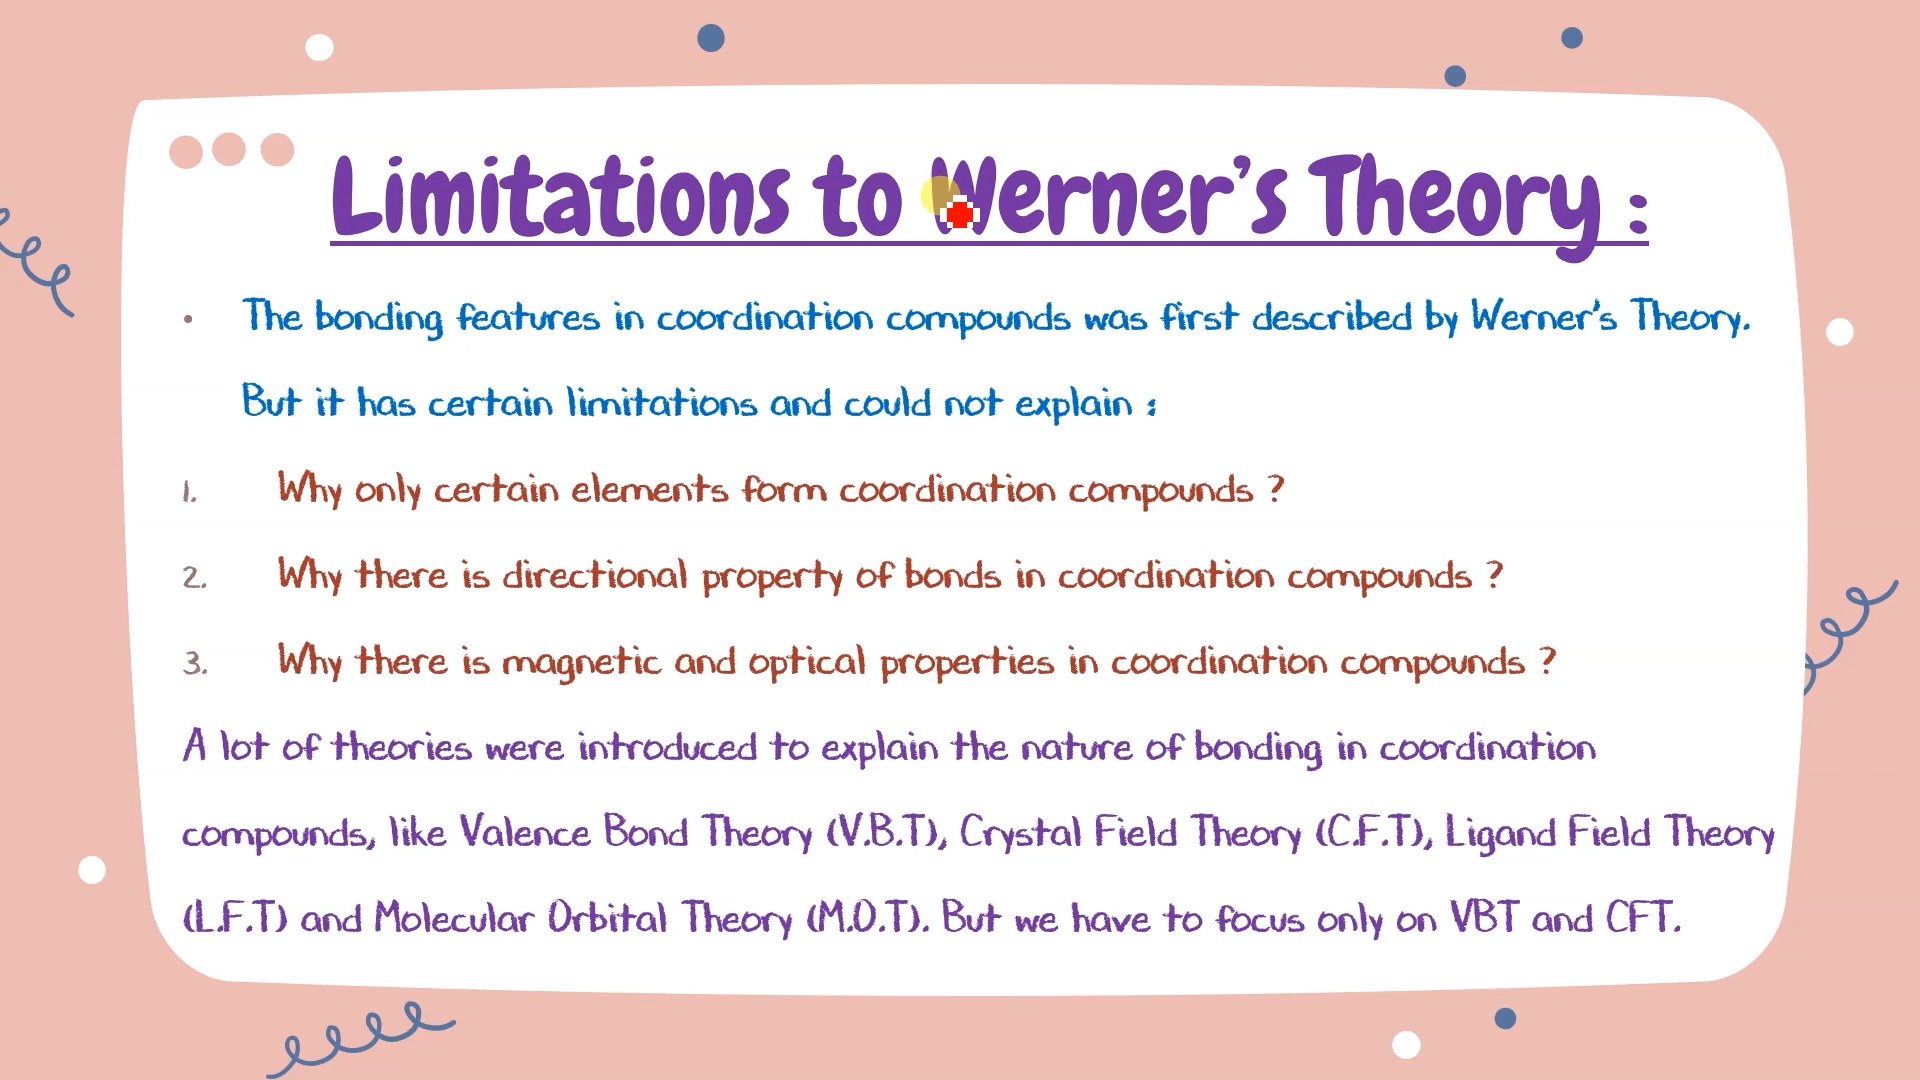 Limitations to Werner's Theory :
• The bonding features in coordination compounds was first described by Werner's Theory.
But it has certain limitations and could not explain :
1. Why only certain elements form coordination compounds ?
2. Why there is directional property of bonds in coordination compounds ?
3. Why there is magnetic and optical properties in coordination compounds ?
A lot of theories were introduced to explain the nature of bonding in coordination
compounds, like Valence Bond Theory (V.B.T), Crystal Field Theory (C.F.T), Ligand Field Theory
(L.F.T) and Molecular Orbital Theory (M.O.T). But we have to focus only on VBT and CFT.